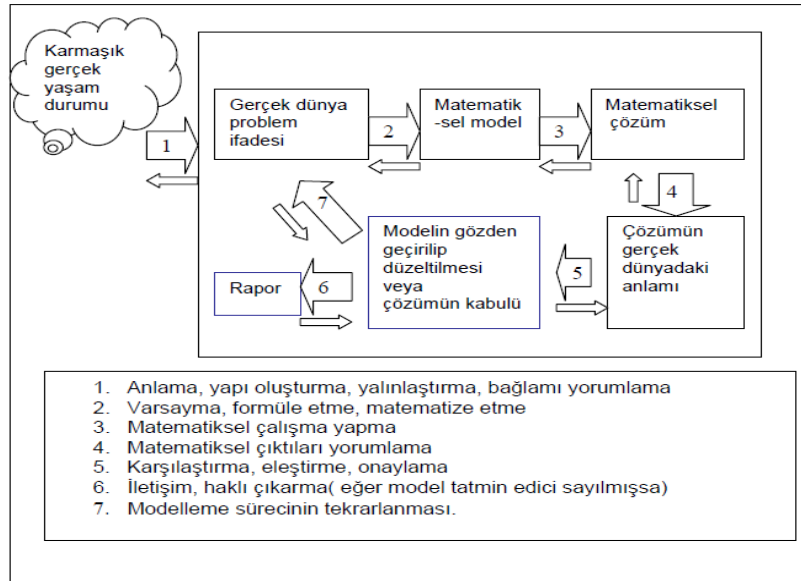 Karmaşık
gerçek
yaşam
durumu
1
Gerçek dünya
problem
ifadesi
2
Matematik
-sel model
3
Matematiksel
çözüm
4
7
Modelin gözden
geçirilip
düzeltilmesi
veya
çözümün kabulü
5
Çözümün
gerçek
dünyadaki
anlamı
Rapor
6
1. Anlama, yapı oluşturma, yalınlaştırma, bağlamı yorumlama
2. Varsayma, formüle etme, matematize etme
3. Matematiksel çalışma yapma
4. Matematiksel çıktıları yorumlama
5. Karşılaştırma, eleştirme, onaylama
6. İletişim, haklı çıkarma( eğer model tatmin edici sayılmışsa)
7. Modelleme sürecinin tekrarlanması.